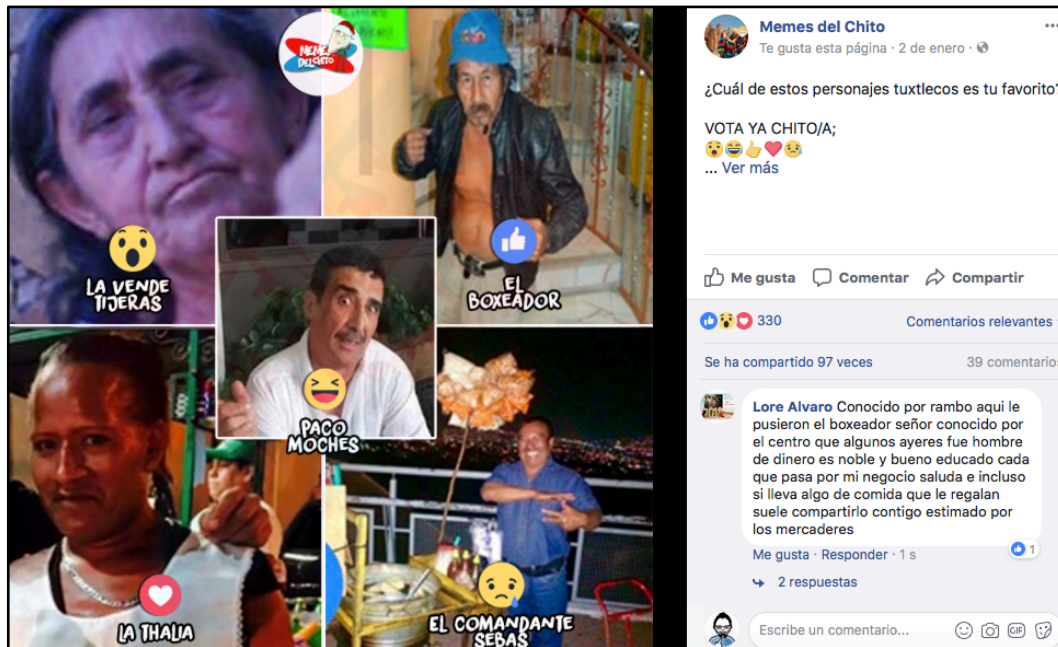 MEMES
DEL CHITO
LA VENDE
TIJERAS
EL
BOXEADOR
PACO
MOCHES
LA THALIA
EL COMANDANTE
SEBAS
Memes del Chito
Te gusta esta página · 2 de enero ·
¿Cuál de estos personajes tuxtlecos es tu favorito?
VOTA YA CHITO/A;
😮😂👍❤️😢
... Ver más
Me gusta Comentar Compartir
330 Comentarios relevantes
Se ha compartido 97 veces 39 comentarios
Lore Alvaro Conocido por rambo aqui le
pusieron el boxeador señor conocido por
el centro que algunos ayeres fue hombre
de dinero es noble y bueno educado cada
que pasa por mi negocio saluda e incluso
si lleva algo de comida que le regalan
suele compartirlo contigo estimado por
los mercaderes
Me gusta · Responder · 1 s 1
2 respuestas
Escribe un comentario... GIF